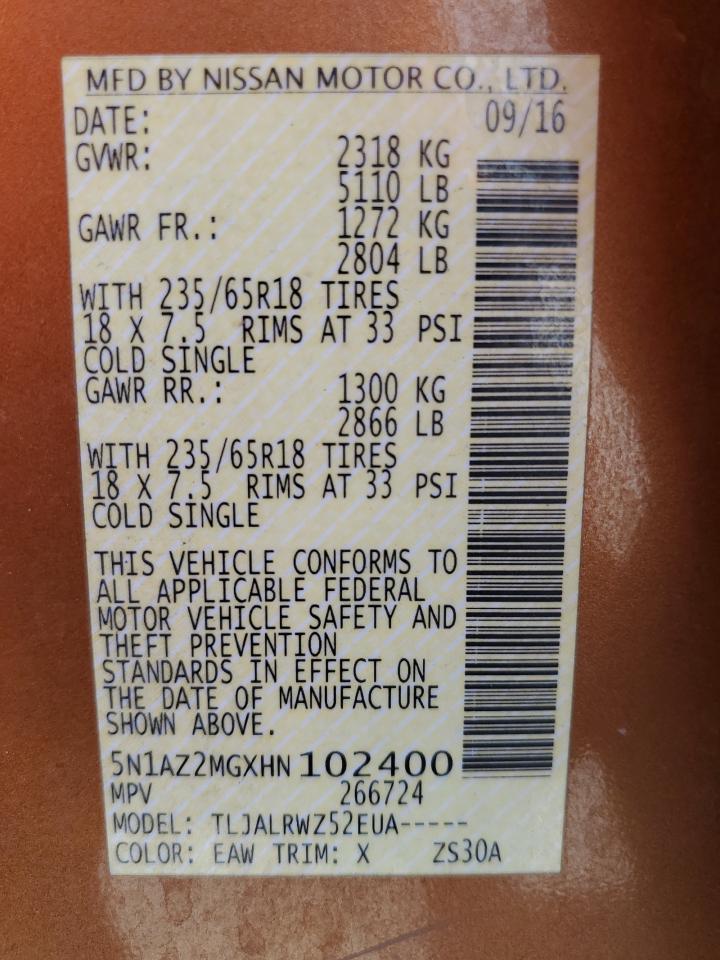 MFD BY NISSAN MOTOR CO., LTD.
DATE: 09/16
GVWR: 2318 KG
5110 LB
GAWR FR.: 1272 KG
2804 LB
WITH 235/65R18 TIRES
18 X 7.5 RIMS AT 33 PSI
COLD SINGLE
GAWR RR.: 1300 KG
2866 LB
WITH 235/65R18 TIRES
18 X 7.5 RIMS AT 33 PSI
COLD SINGLE
THIS VEHICLE CONFORMS TO
ALL APPLICABLE FEDERAL
MOTOR VEHICLE SAFETY AND
THEFT PREVENTION
STANDARDS IN EFFECT ON
THE DATE OF MANUFACTURE
SHOWN ABOVE.
5N1AZ2MGXHN102400
MPV 266724
MODEL: TLJALRWZ52EUA-----
COLOR: EAW TRIM: X ZS30A